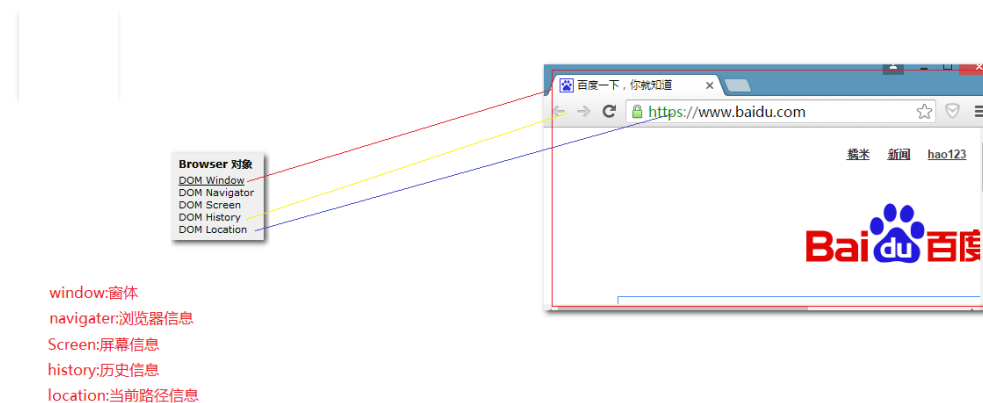 百度一下，你就知道
https://www.baidu.com
糯米 新闻 hao123
Bai du 百度
Browser 对象
DOM Window
DOM Navigator
DOM Screen
DOM History
DOM Location
window:窗体
navigater:浏览器信息
Screen:屏幕信息
history:历史信息
location:当前路径信息